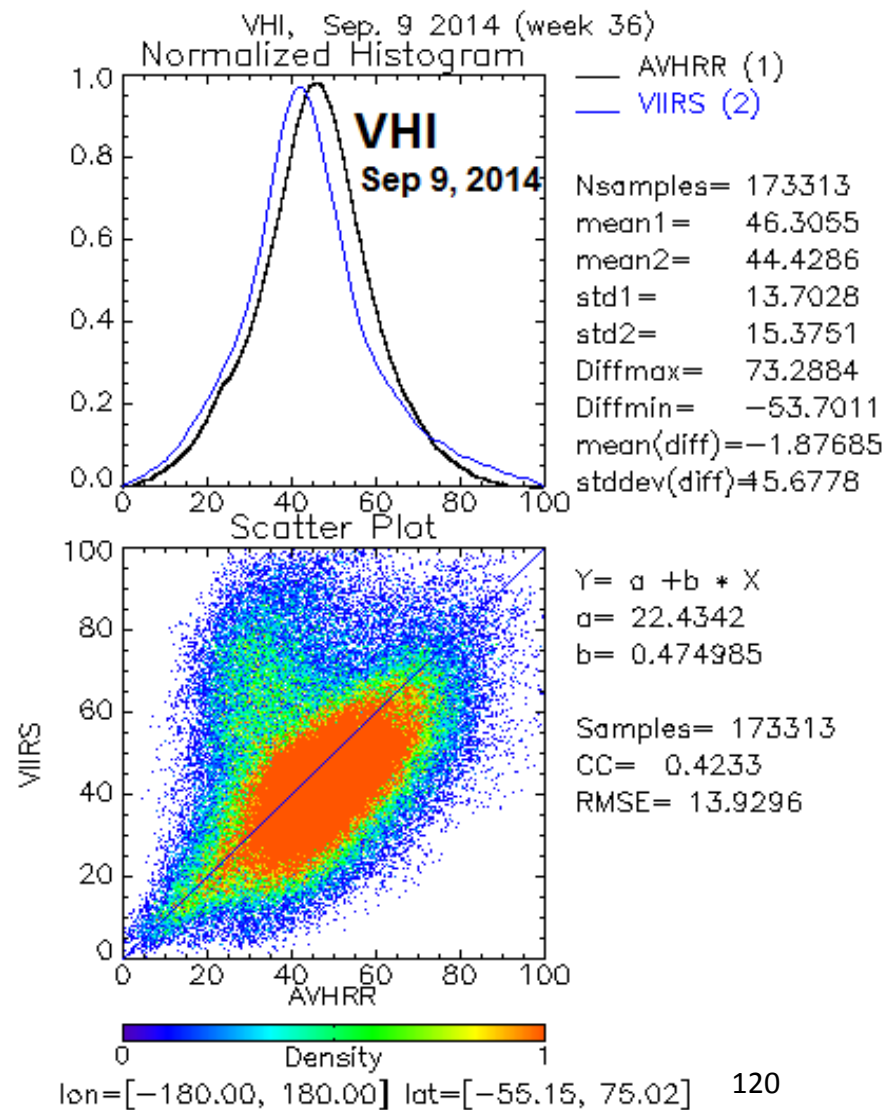 VHI, Sep. 9 2014 (week 36)
Normalized Histogram
AVHRR (1)
VIIRS (2)
VHI
Sep 9, 2014
1.0
0.8
0.6
0.4
0.2
0.0
0 20 40 60 80 100
Nsamples= 173313
mean1= 46.3055
mean2= 44.4286
std1= 13.7028
std2= 15.3751
Diffmax= 73.2884
Diffmin= −53.7011
mean(diff)=−1.87685
stddev(diff)=
Scatter Plot
100
80
60
40
20
0
VIIRS
0 20 40 60 80 100
AVHRR
Y= a +b * X
a= 22.4342
b= 0.474985
Samples= 173313
CC= 0.4233
RMSE= 13.9296
0 1
Density
lon=[−180.00, 180.00] lat=[−55.15, 75.02]
120